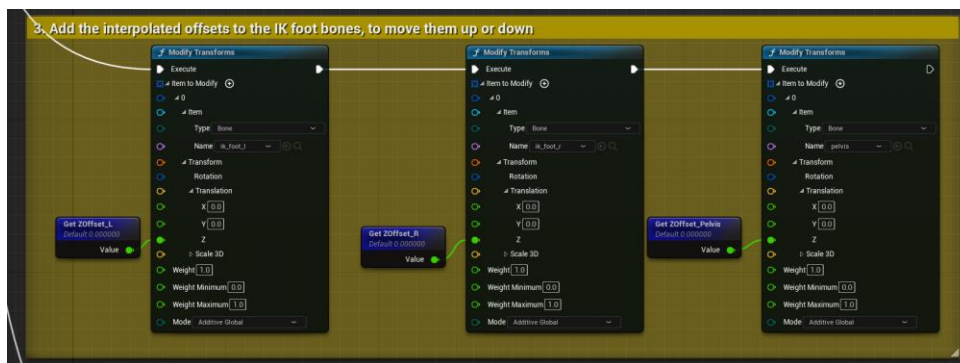 3. Add the interpolated offsets to the IK foot bones, to move them up or down
Modify Transforms
Execute
Item to Modify
0
Item
Type Bone
Name ik_foot_l
Transform
Rotation
Translation
X 0.0
Y 0.0
Z
Scale 3D
Weight 1.0
Weight Minimum 0.0
Weight Maximum 1.0
Mode Additive Global
Get ZOffset_L
Default 0.000000
Value
Modify Transforms
Execute
Item to Modify
0
Item
Type Bone
Name ik_foot_r
Transform
Rotation
Translation
X 0.0
Y 0.0
Z
Scale 3D
Weight 1.0
Weight Minimum 0.0
Weight Maximum 1.0
Mode Additive Global
Get ZOffset_R
Default 0.000000
Value
Modify Transforms
Execute
Item to Modify
0
Item
Type Bone
Name pelvis
Transform
Rotation
Translation
X 0.0
Y 0.0
Z
Scale 3D
Weight 1.0
Weight Minimum 0.0
Weight Maximum 1.0
Mode Additive Global
Get ZOffset_Pelvis
Default 0.000000
Value